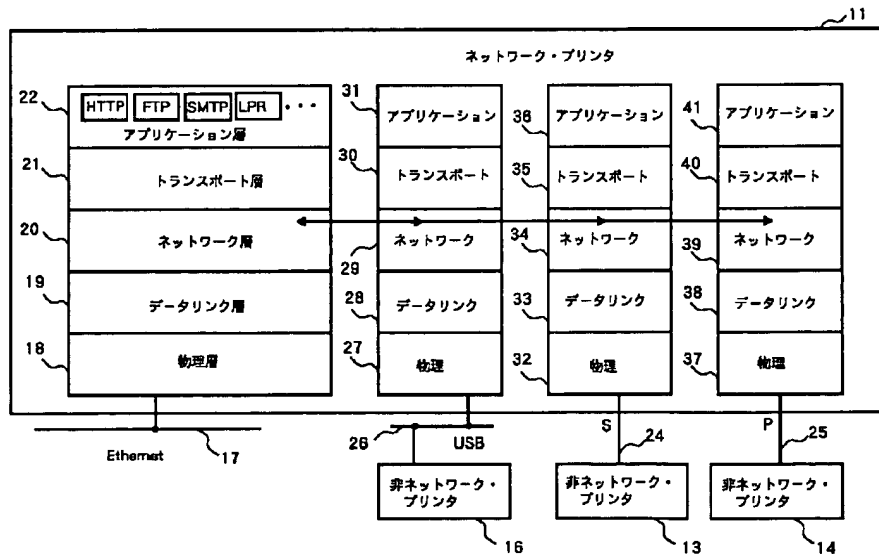 11
ネットワーク・プリンタ
22
HTTP FTP SMTP LPR ・・・
アプリケーション層
21
トランスポート層
20
ネットワーク層
19
データリンク層
18
物理層
31
アプリケーション
30
トランスポート
ネットワーク
29
28
データリンク
27
物理
36
アプリケーション
35
トランスポート
34
ネットワーク
33
データリンク
32
物理
41
アプリケーション
40
トランスポート
39
ネットワーク
38
データリンク
37
物理
Ethernet
17
26
USB
S
24
P
25
非ネットワーク・
プリンタ
16
非ネットワーク・
プリンタ
13
非ネットワーク・
プリンタ
14